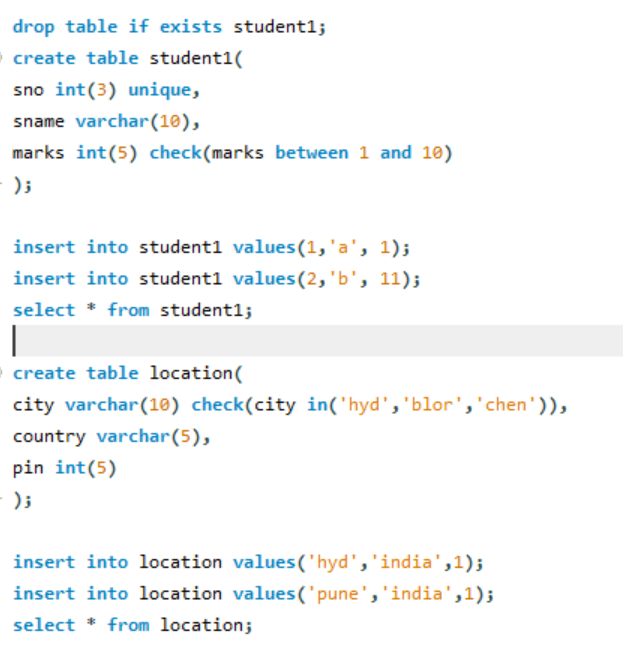 drop table if exists student1;
create table student1(
sno int(3) unique,
sname varchar(10),
marks int(5) check(marks between 1 and 10)
);
insert into student1 values(1,'a', 1);
insert into student1 values(2,'b', 11);
select * from student1;
create table location(
city varchar(10) check(city in('hyd','blor','chen')),
country varchar(5),
pin int(5)
);
insert into location values('hyd','india',1);
insert into location values('pune','india',1);
select * from location;